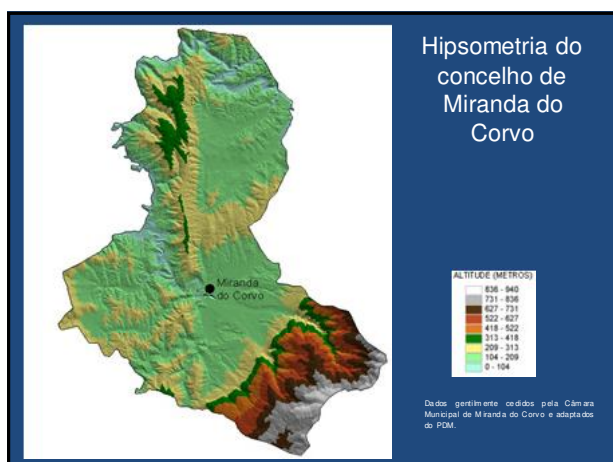 Hipsometria do
concelho de
Miranda do
Corvo
Miranda
do Corvo
ALTITUDE (METROS)
836 - 940
731 - 836
627 - 731
522 - 627
418 - 522
313 - 418
209 - 313
104 - 209
0 - 104
Dados gentilmente cedidos pela Câmara
Municipal de Miranda do Corvo e adaptados
do PDM.